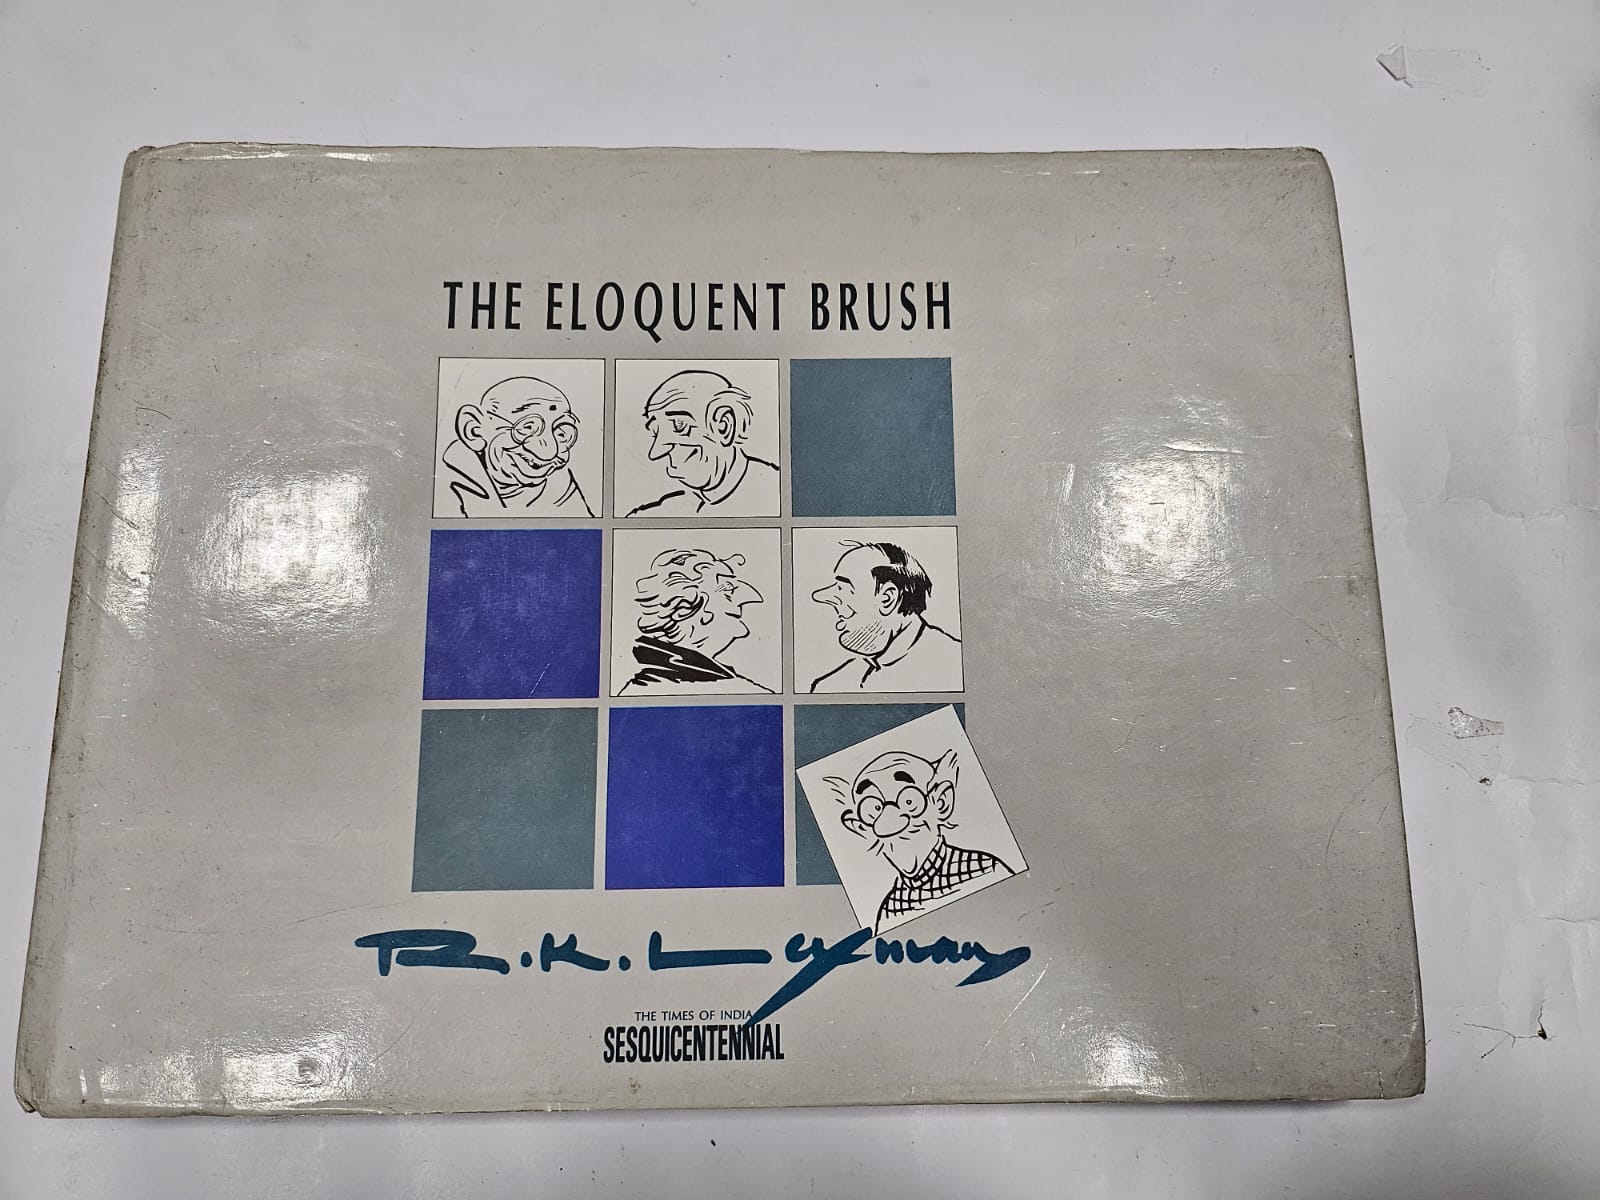 THE ELOQUENT BRUSH
R.K.Laxman
THE TIMES OF INDIA
SESQUICENTENNIAL